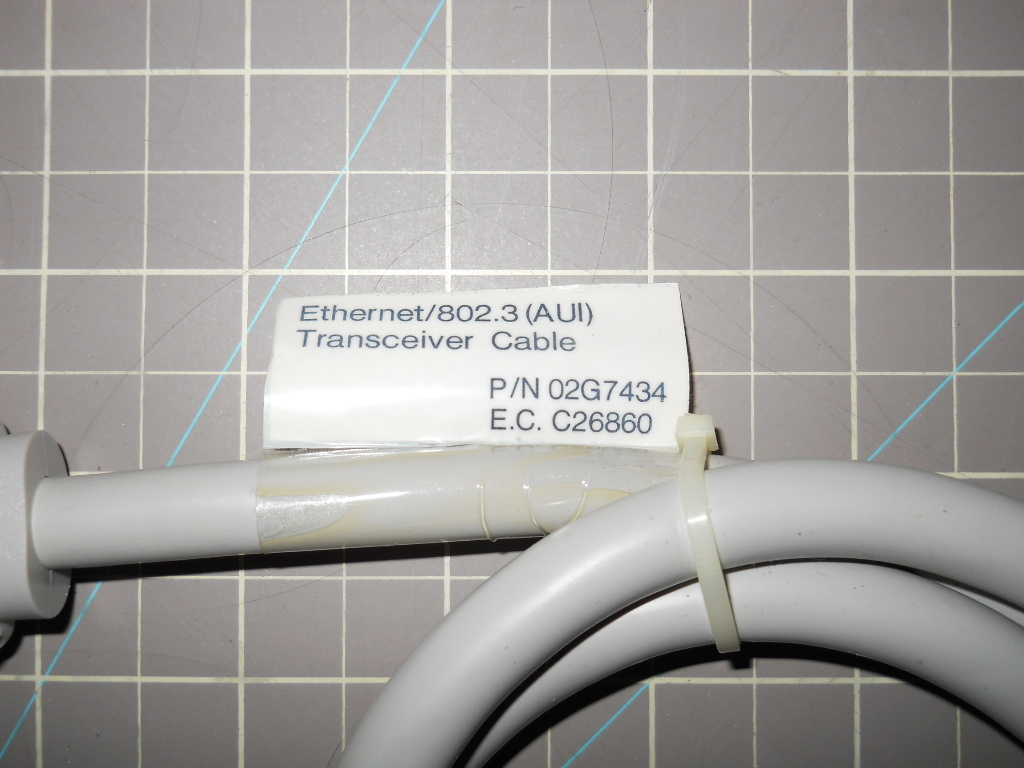 Ethernet/802.3 (AUI)
Transceiver Cable
P/N 02G7434
E.C. C26860